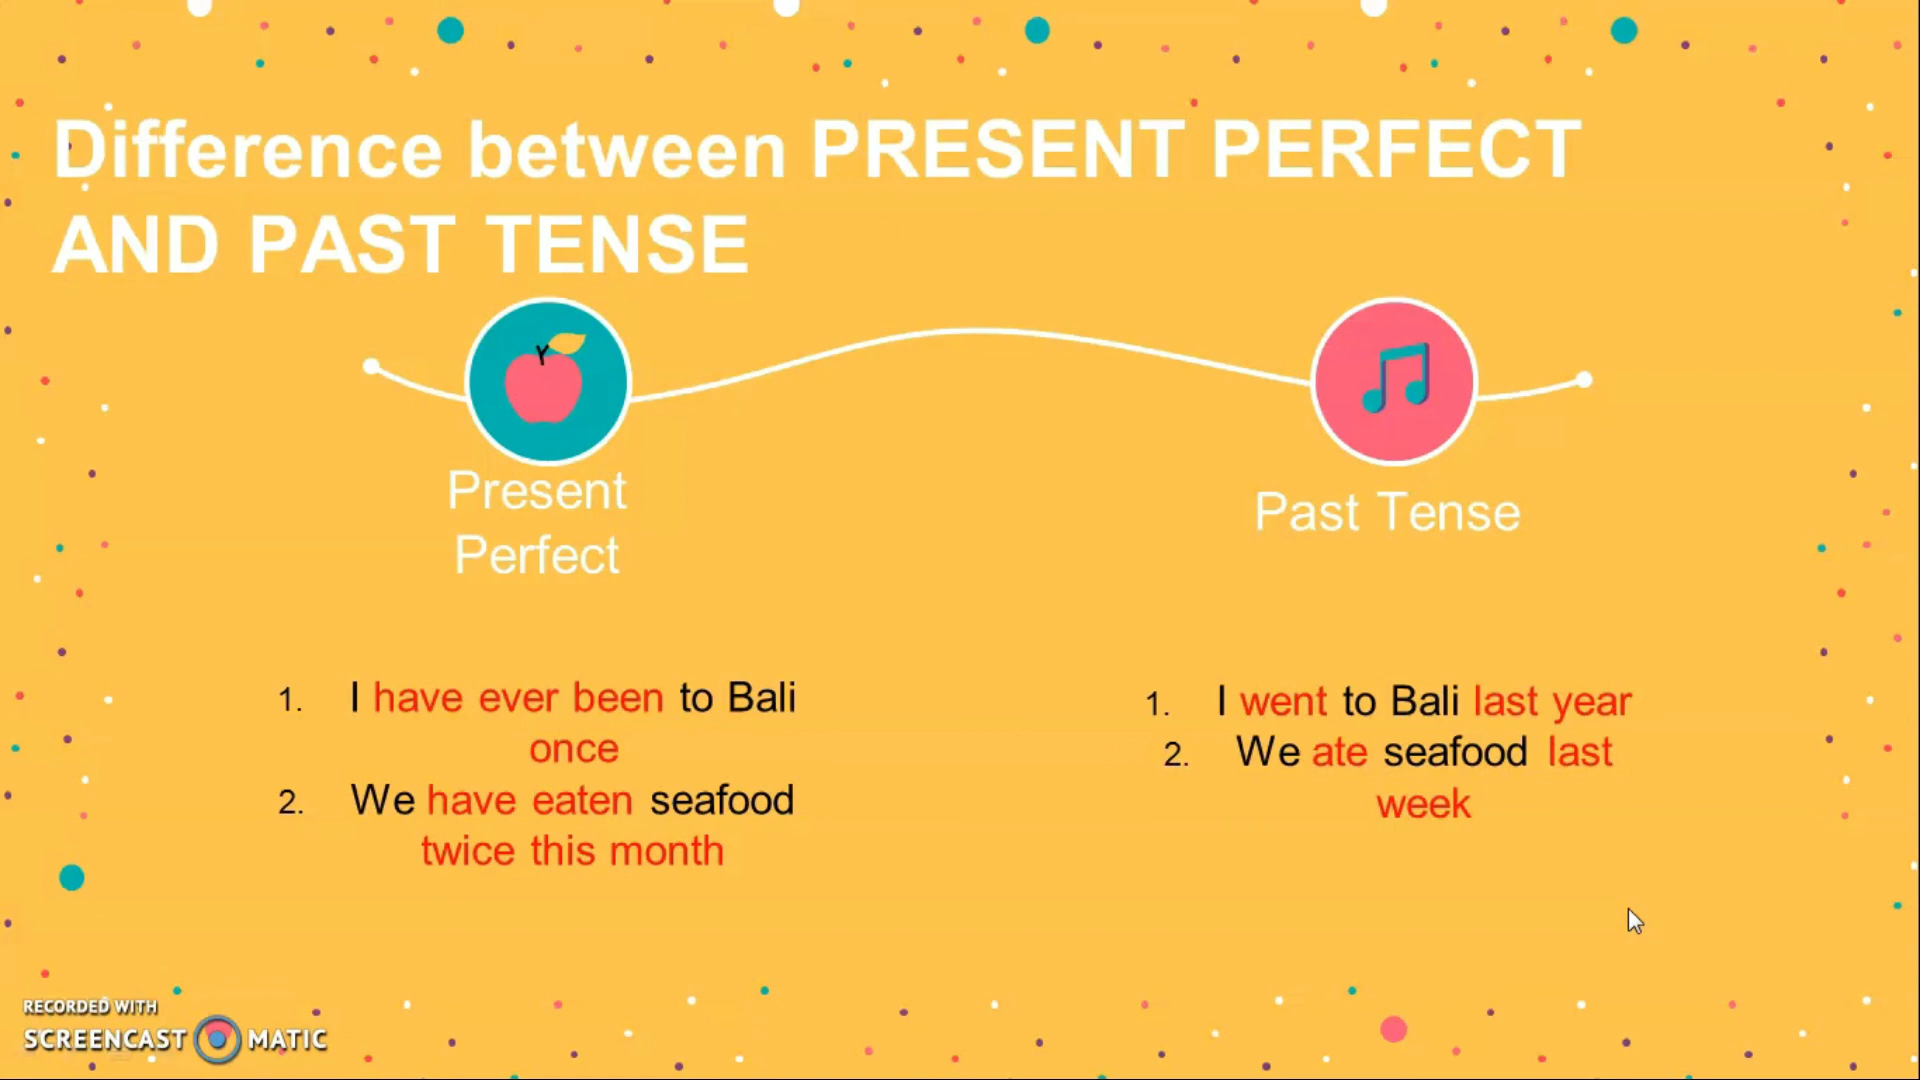 Difference between PRESENT PERFECT
AND PAST TENSE
Present
Perfect
Past Tense
1. I have ever been to Bali
once
2. We have eaten seafood
twice this month
1. I went to Bali last year
2. We ate seafood last
week
RECORDED WITH
SCREENCAST MATIC